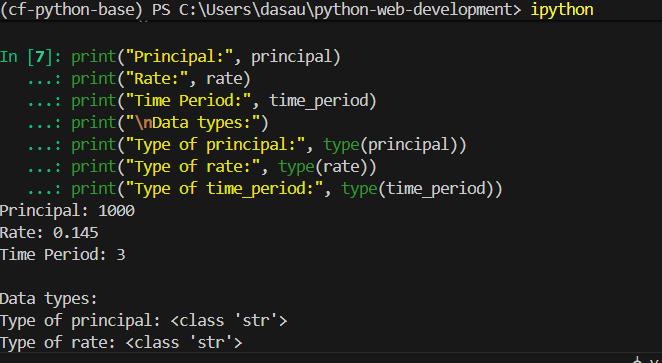 (cf-python-base) PS C:\Users\dasau\python-web-development> ipython
In [7]: print("Principal:", principal)
   ...: print("Rate:", rate)
   ...: print("Time Period:", time_period)
   ...: print("\nData types:")
   ...: print("Type of principal:", type(principal))
   ...: print("Type of rate:", type(rate))
   ...: print("Type of time_period:", type(time_period))
Principal: 1000
Rate: 0.145
Time Period: 3

Data types:
Type of principal: <class 'str'>
Type of rate: <class 'str'>